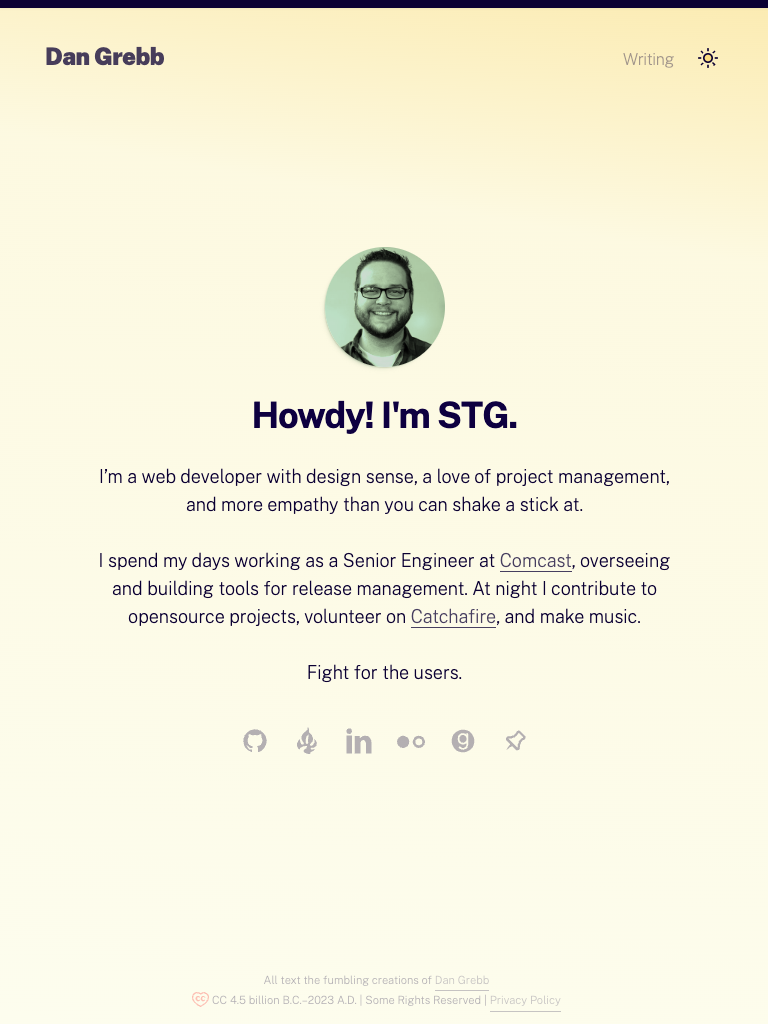 Dan Grebb
Writing
Howdy! I'm STG.
I’m a web developer with design sense, a love of project management,
and more empathy than you can shake a stick at.
I spend my days working as a Senior Engineer at Comcast, overseeing
and building tools for release management. At night I contribute to
opensource projects, volunteer on Catchafire, and make music.
Fight for the users.
in
g
All text the fumbling creations of Dan Grebb
CC CC 4.5 billion B.C.–2023 A.D. | Some Rights Reserved | Privacy Policy